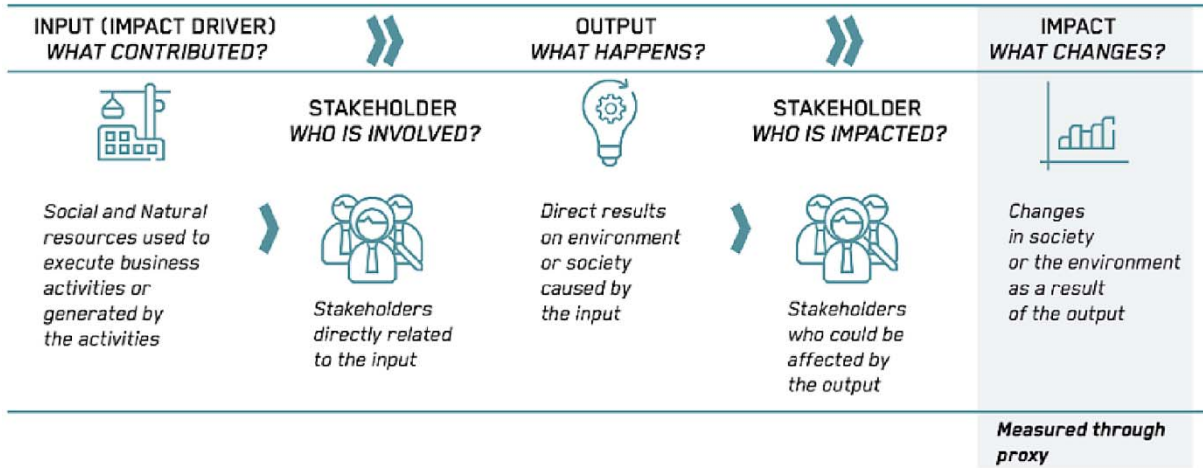 INPUT (IMPACT DRIVER)
WHAT CONTRIBUTED?
OUTPUT
WHAT HAPPENS?
IMPACT
WHAT CHANGES?
STAKEHOLDER
WHO IS INVOLVED?
STAKEHOLDER
WHO IS IMPACTED?
Social and Natural
resources used to
execute business
activities or
generated by
the activities
Stakeholders
directly related
to the input
Direct results
on environment
or society
caused by
the input
Stakeholders
who could be
affected by
the output
Changes
in society
or the environment
as a result
of the output
Measured through
proxy